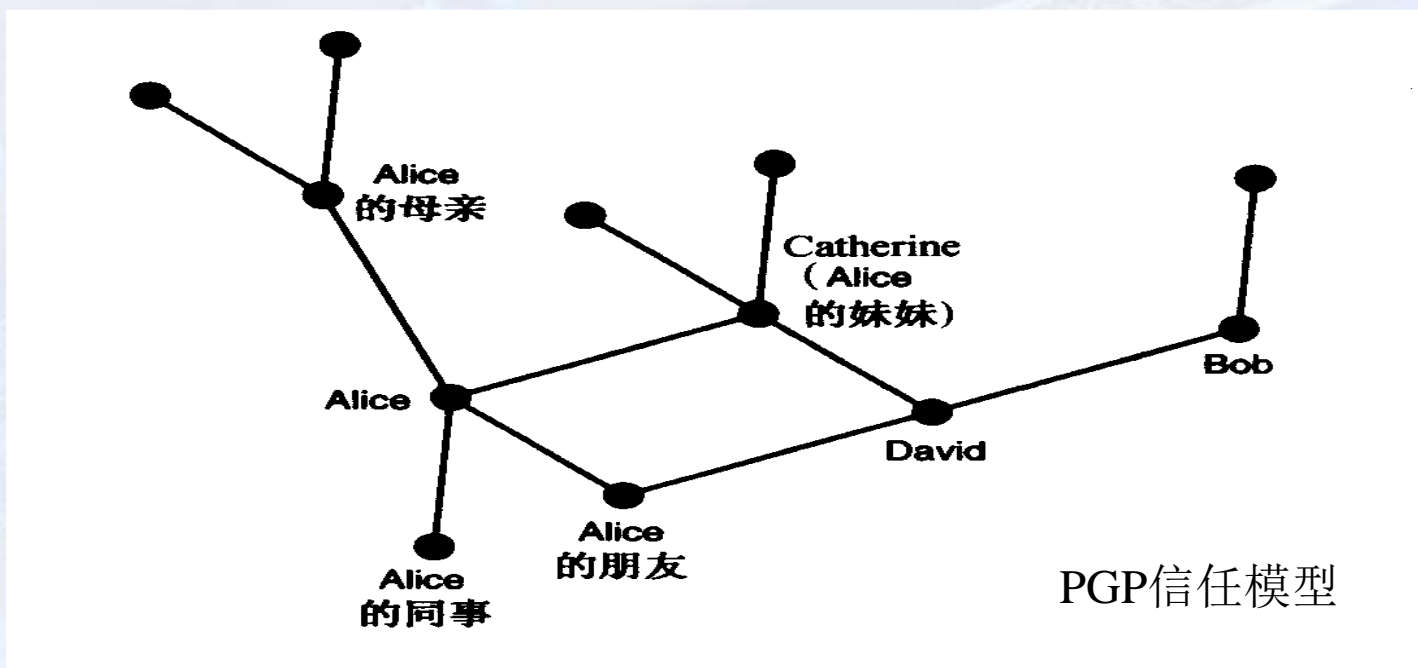 Alice
的母亲
Catherine
（Alice
的妹妹）
Bob
Alice
David
Alice
的朋友
Alice
的同事
PGP信任模型